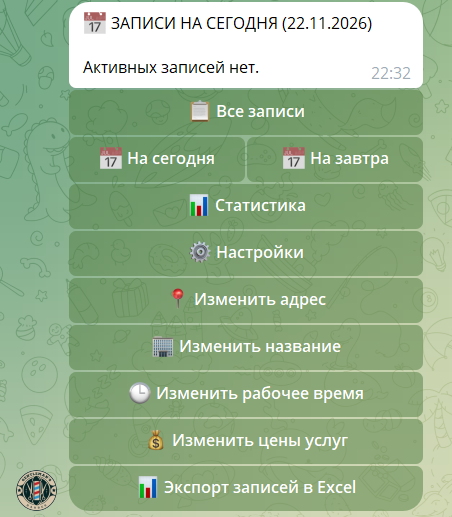 ЗАПИСИ НА СЕГОДНЯ (22.11.2026)
Активных записей нет.
22:32
Все записи
На сегодня
На завтра
Статистика
Настройки
Изменить адрес
Изменить название
Изменить рабочее время
Изменить цены услуг
Экспорт записей в Excel